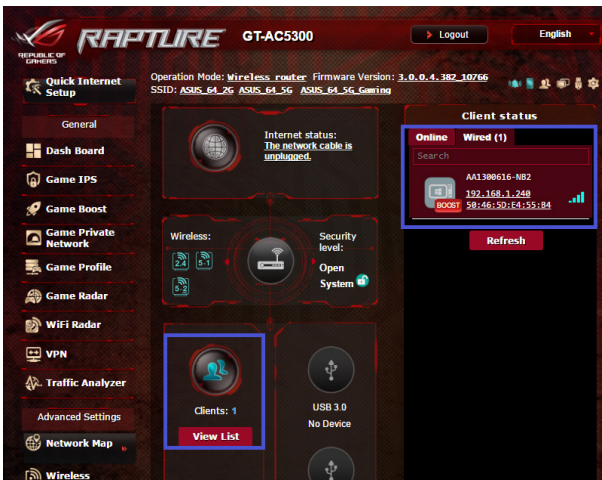 REPUBLIC OF
GAMERS
RAPTURE
GT-AC5300
Logout
English
Quick Internet
Setup
Operation Mode: Wireless router Firmware Version: 3.0.0.4.382_10766
SSID: ASUS_64_2G ASUS_64_5G ASUS_64_5G_Gaming
General
Dash Board
Game IPS
Game Boost
Game Private
Network
Game Profile
Game Radar
WiFi Radar
VPN
Traffic Analyzer
Advanced Settings
Network Map
Wireless
Internet status:
The network cable is
unplugged.
Wireless:
2.4
5-1
5-2
Security
level:
Open
System
Clients: 1
View List
USB 3.0
No Device
Client status
Online
Wired (1)
Search
AA1300616-NB2
192.168.1.240
50:46:5D:E4:55:B4
BOOST
Refresh